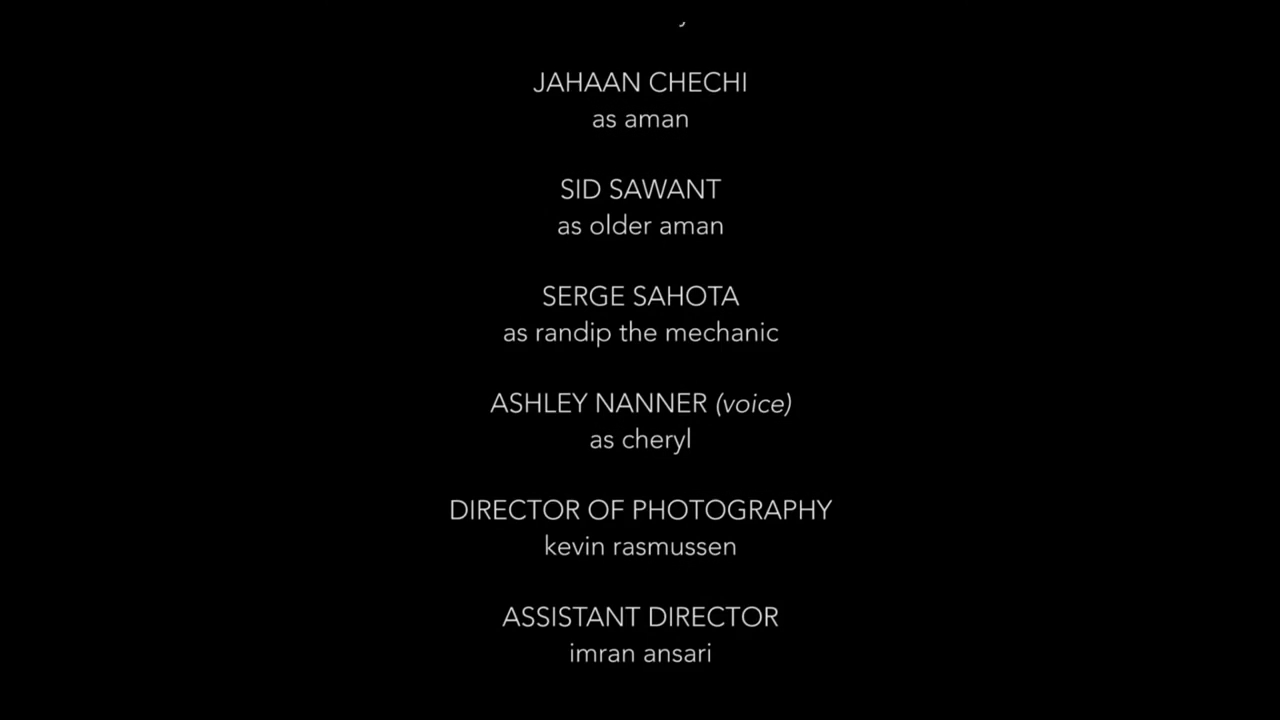 JAHAAN CHECHI
as aman
SID SAWANT
as older aman
SERGE SAHOTA
as randip the mechanic
ASHLEY NANNER (voice)
as cheryl
DIRECTOR OF PHOTOGRAPHY
kevin rasmussen
ASSISTANT DIRECTOR
imran ansari